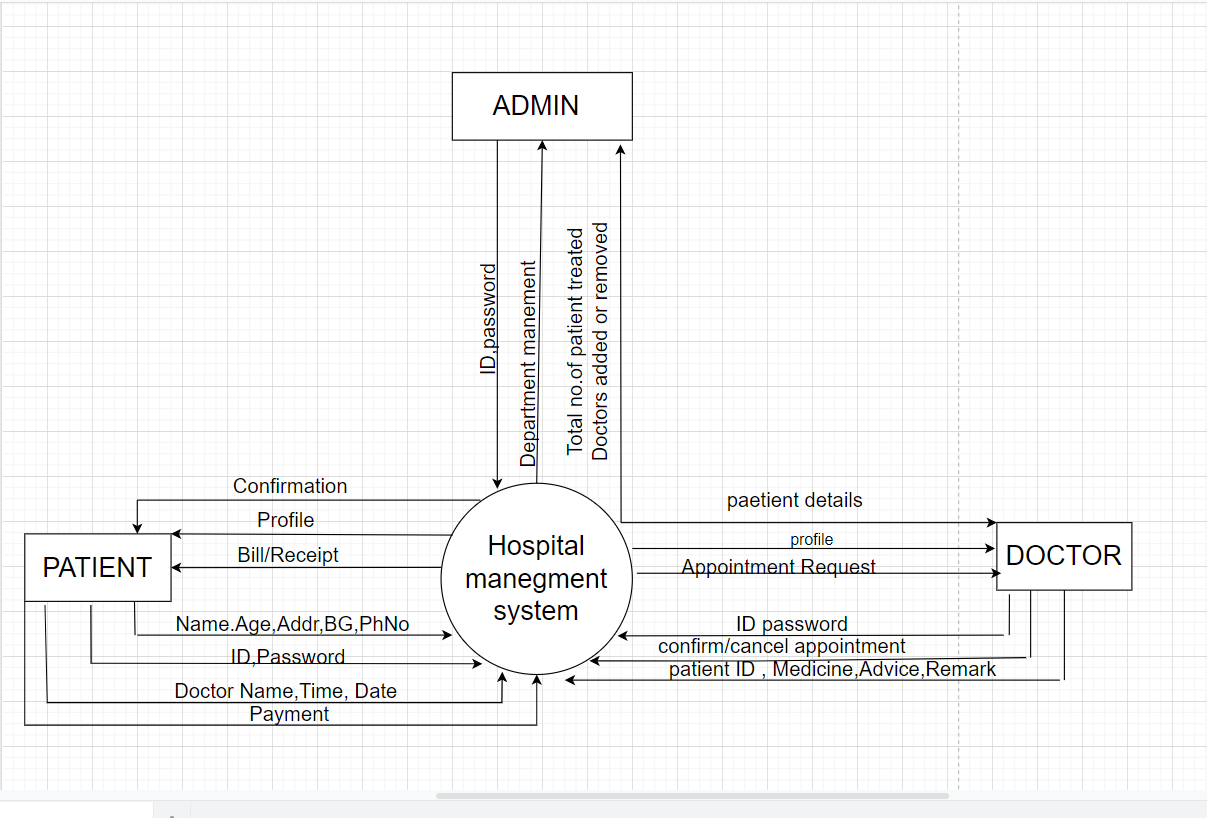 ADMIN
ID,password
Department manement
Total no.of patient treated
Doctors added or removed
Confirmation
Profile
Bill/Receipt
PATIENT
Name.Age,Addr,BG,PhNo
ID,Password
Doctor Name,Time, Date
Payment
Hospital
manegment
system
paetient details
profile
Appointment Request
DOCTOR
ID password
confirm/cancel appointment
patient ID , Medicine,Advice,Remark